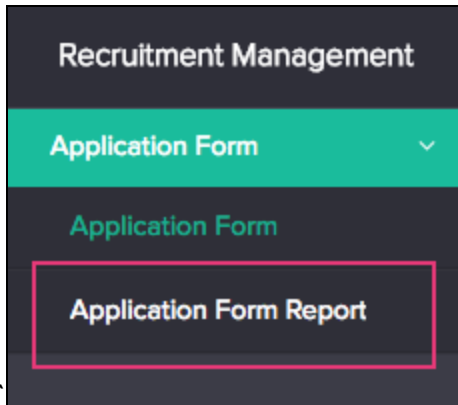 Recruitment Management
Application Form
Application Form
Application Form Report